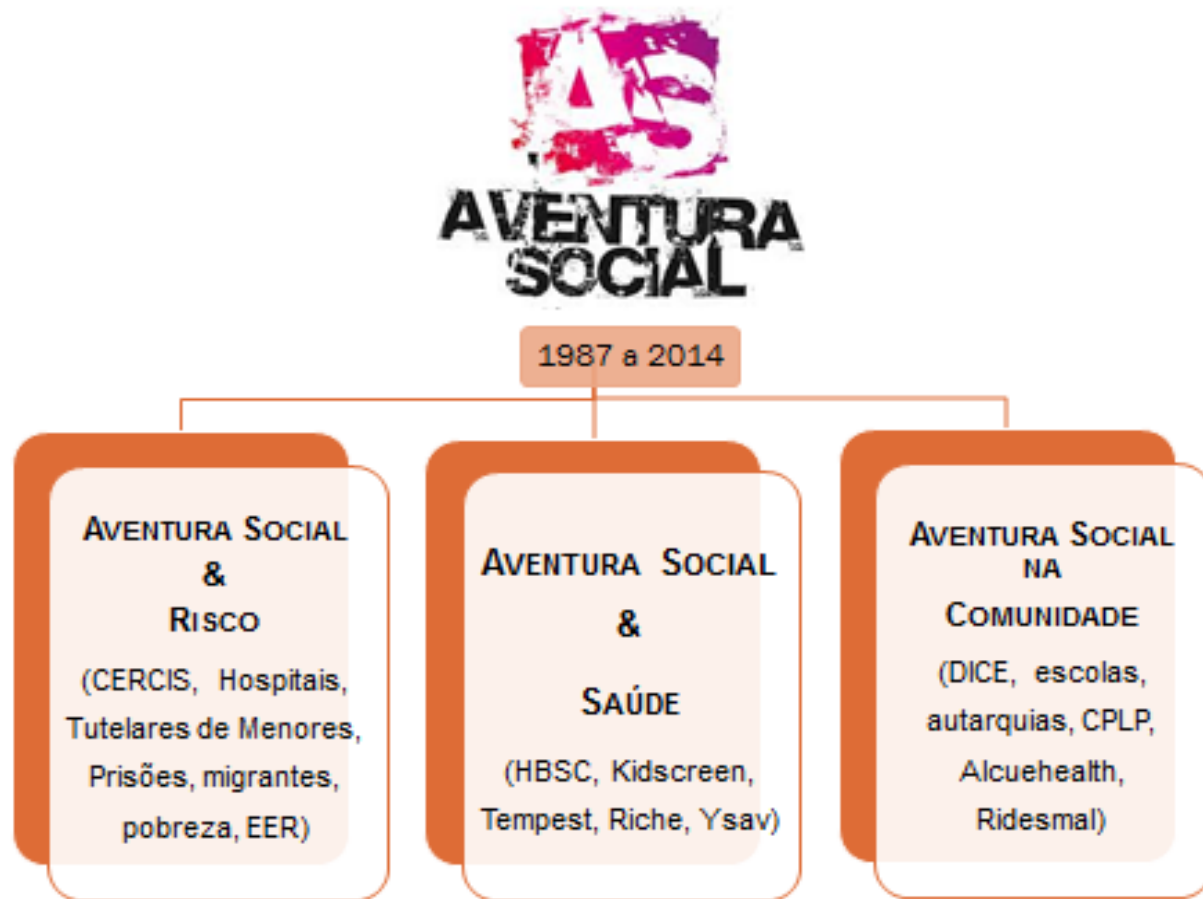 AS
AVENTURA
SOCIAL
1987 a 2014
AVENTURA SOCIAL
&
RISCO
(CERCIS, Hospitais,
Tutelares de Menores,
Prisões, migrantes,
pobreza, EER)
AVENTURA SOCIAL
&
SAÚDE
(HBSC, Kidscreen,
Tempest, Riche, Ysav)
AVENTURA SOCIAL
NA
COMUNIDADE
(DICE, escolas,
autarquias, CPLP,
Alcuehealth,
Ridesmal)